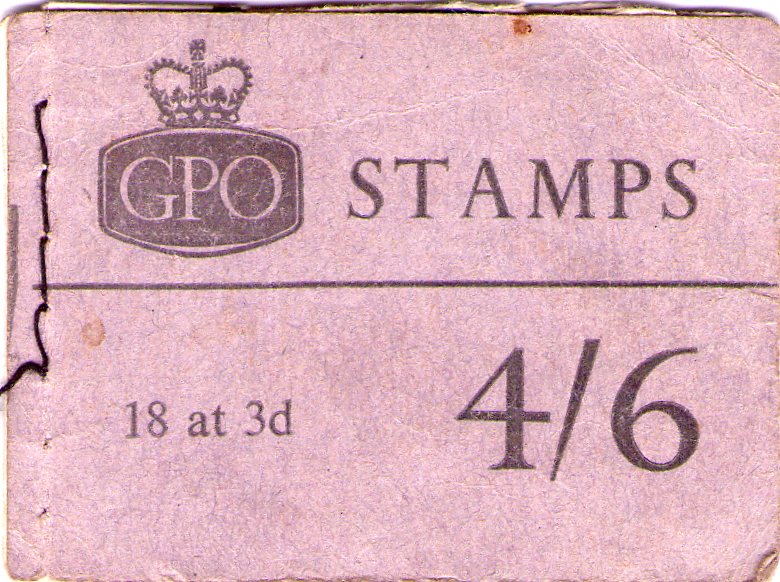 GPO STAMPS
18 at 3d 4/6